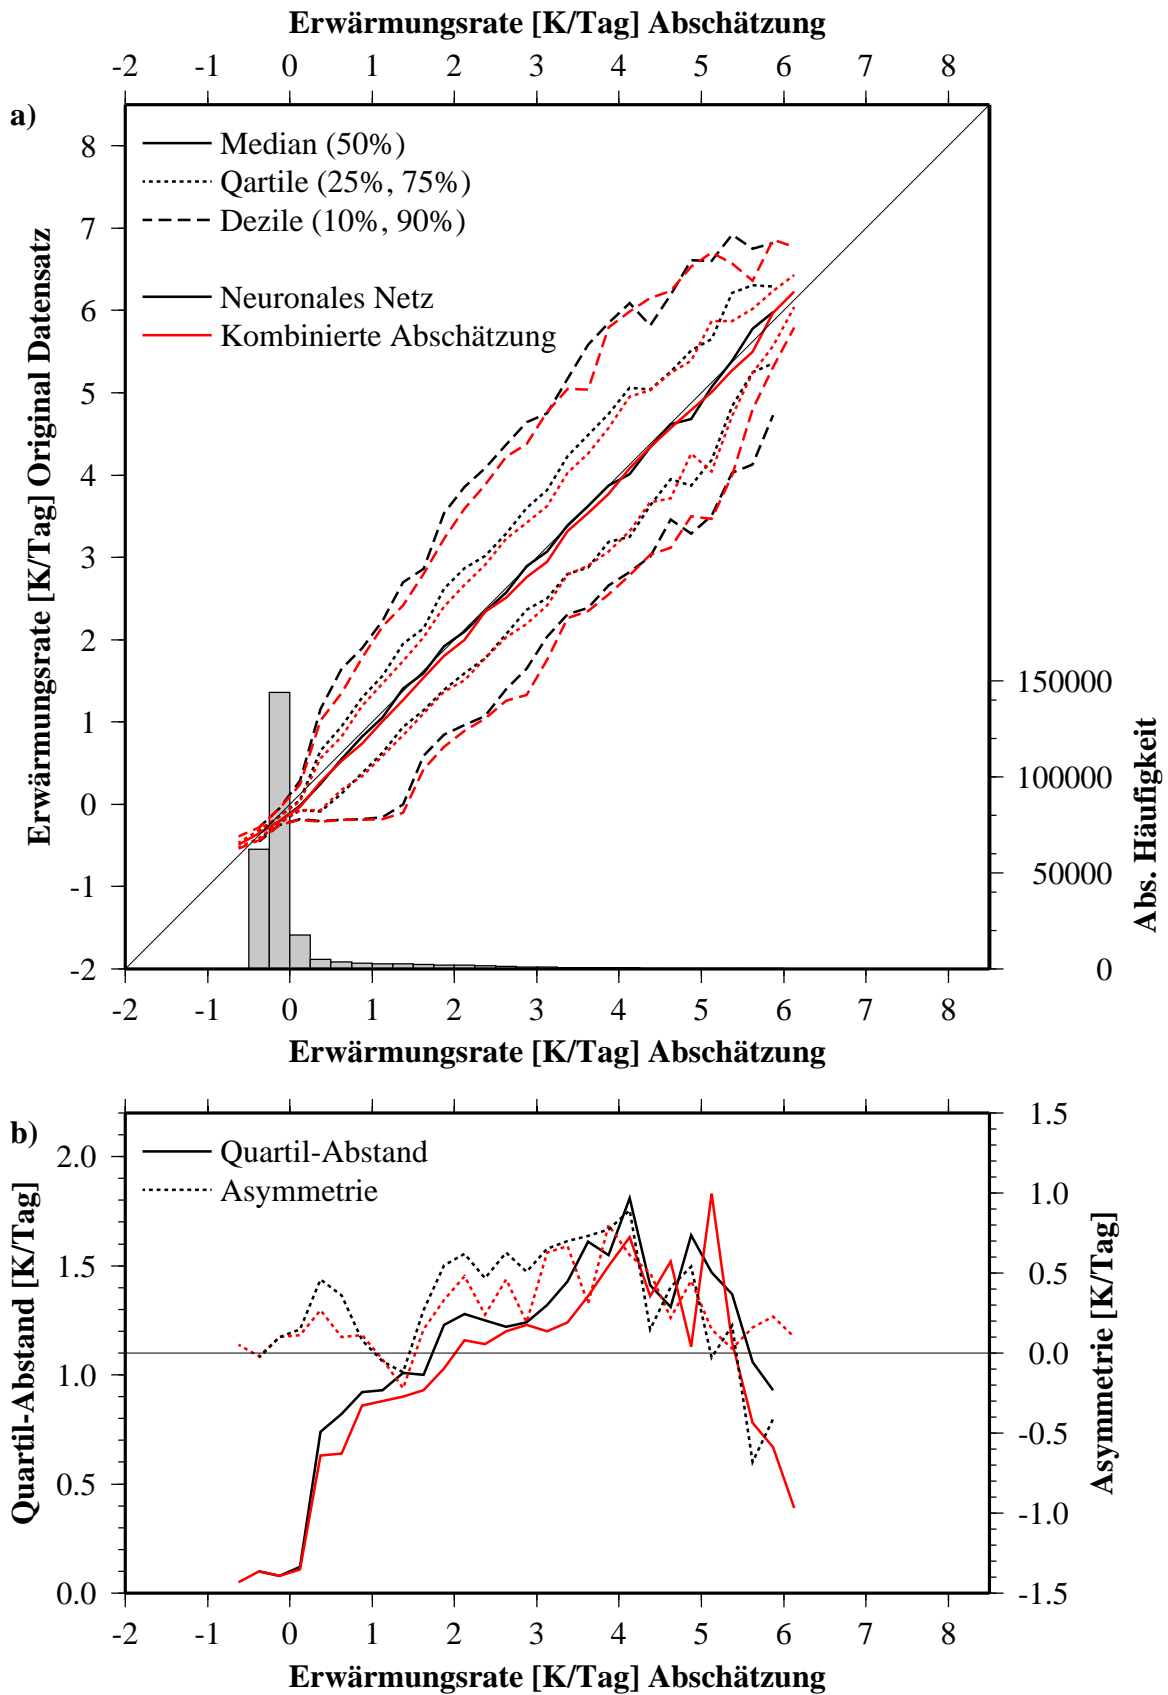 Erwärmungsrate [K/Tag] Abschätzung
-2 -1 0 1 2 3 4 5 6 7 8
a)
Median (50%)
Qartile (25%, 75%)
Dezile (10%, 90%)
Neuronales Netz
Kombinierte Abschätzung
Erwärmungsrate [K/Tag] Original Datensatz
8
7
6
5
4
3
2
1
0
-1
-2
150000
100000
50000
0
Abs. Häufigkeit
-2 -1 0 1 2 3 4 5 6 7 8
Erwärmungsrate [K/Tag] Abschätzung
b)
Quartil-Abstand
Asymmetrie
Quartil-Abstand [K/Tag]
2.0
1.5
1.0
0.5
0.0
1.5
1.0
0.5
0.0
-0.5
-1.0
-1.5
Asymmetrie [K/Tag]
-2 -1 0 1 2 3 4 5 6 7 8
Erwärmungsrate [K/Tag] Abschätzung